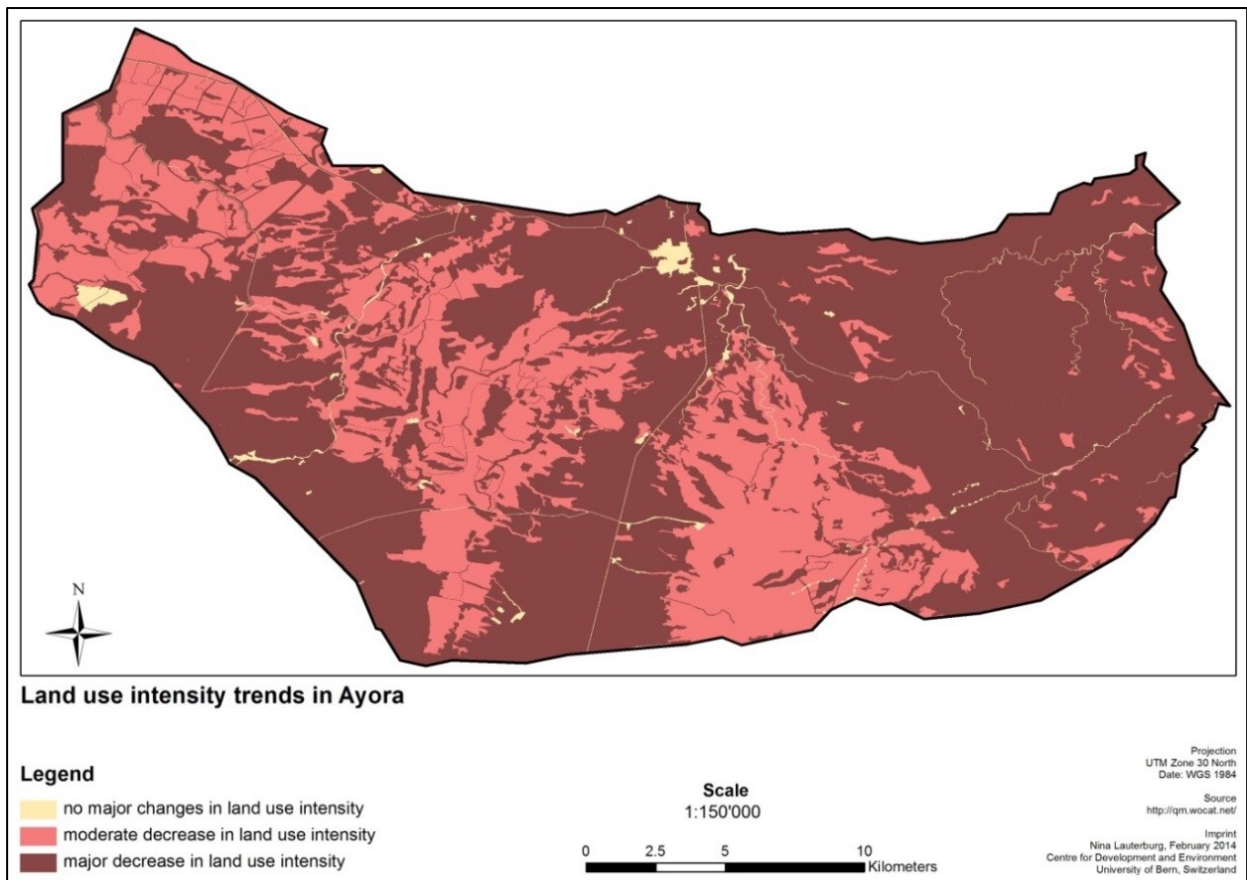 N
Land use intensity trends in Ayora
Legend
no major changes in land use intensity
moderate decrease in land use intensity
major decrease in land use intensity
Scale
1:150'000
0 2.5 5 10
Kilometers
Projection
UTM Zone 30 North
Date: WGS 1984
Source
http://qm.wocat.net/
Imprint
Nina Lauterburg, February 2014
Centre for Development and Environment
University of Bern, Switzerland